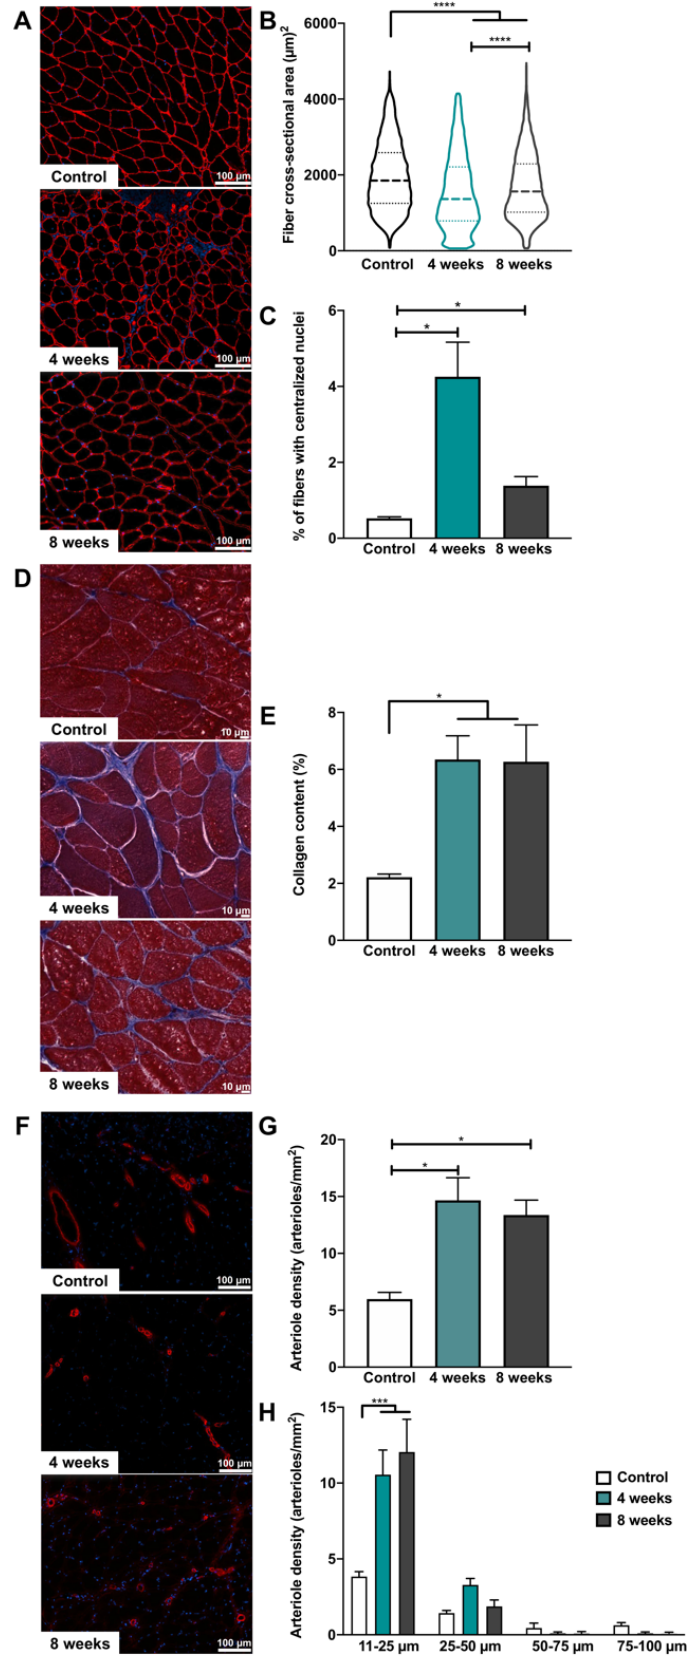 A
Control
100 µm
4 weeks
100 µm
8 weeks
100 µm
B
Fiber cross-sectional area (µm)2
6000
4000
2000
0
****
****
Control 4 weeks 8 weeks
C
% of fibers with centralized nuclei
6
4
2
0
*
*
Control 4 weeks 8 weeks
D
Control
10 µm
4 weeks
10 µm
8 weeks
10 µm
E
Collagen content (%)
8
6
4
2
0
*
Control 4 weeks 8 weeks
F
Control
100 µm
4 weeks
100 µm
8 weeks
100 µm
G
Arteriole density (arterioles/mm2)
20
15
10
5
0
*
*
Control 4 weeks 8 weeks
H
Arteriole density (arterioles/mm2)
15
10
5
0
***
Control
4 weeks
8 weeks
11-25 µm 25-50 µm 50-75 µm 75-100 µm